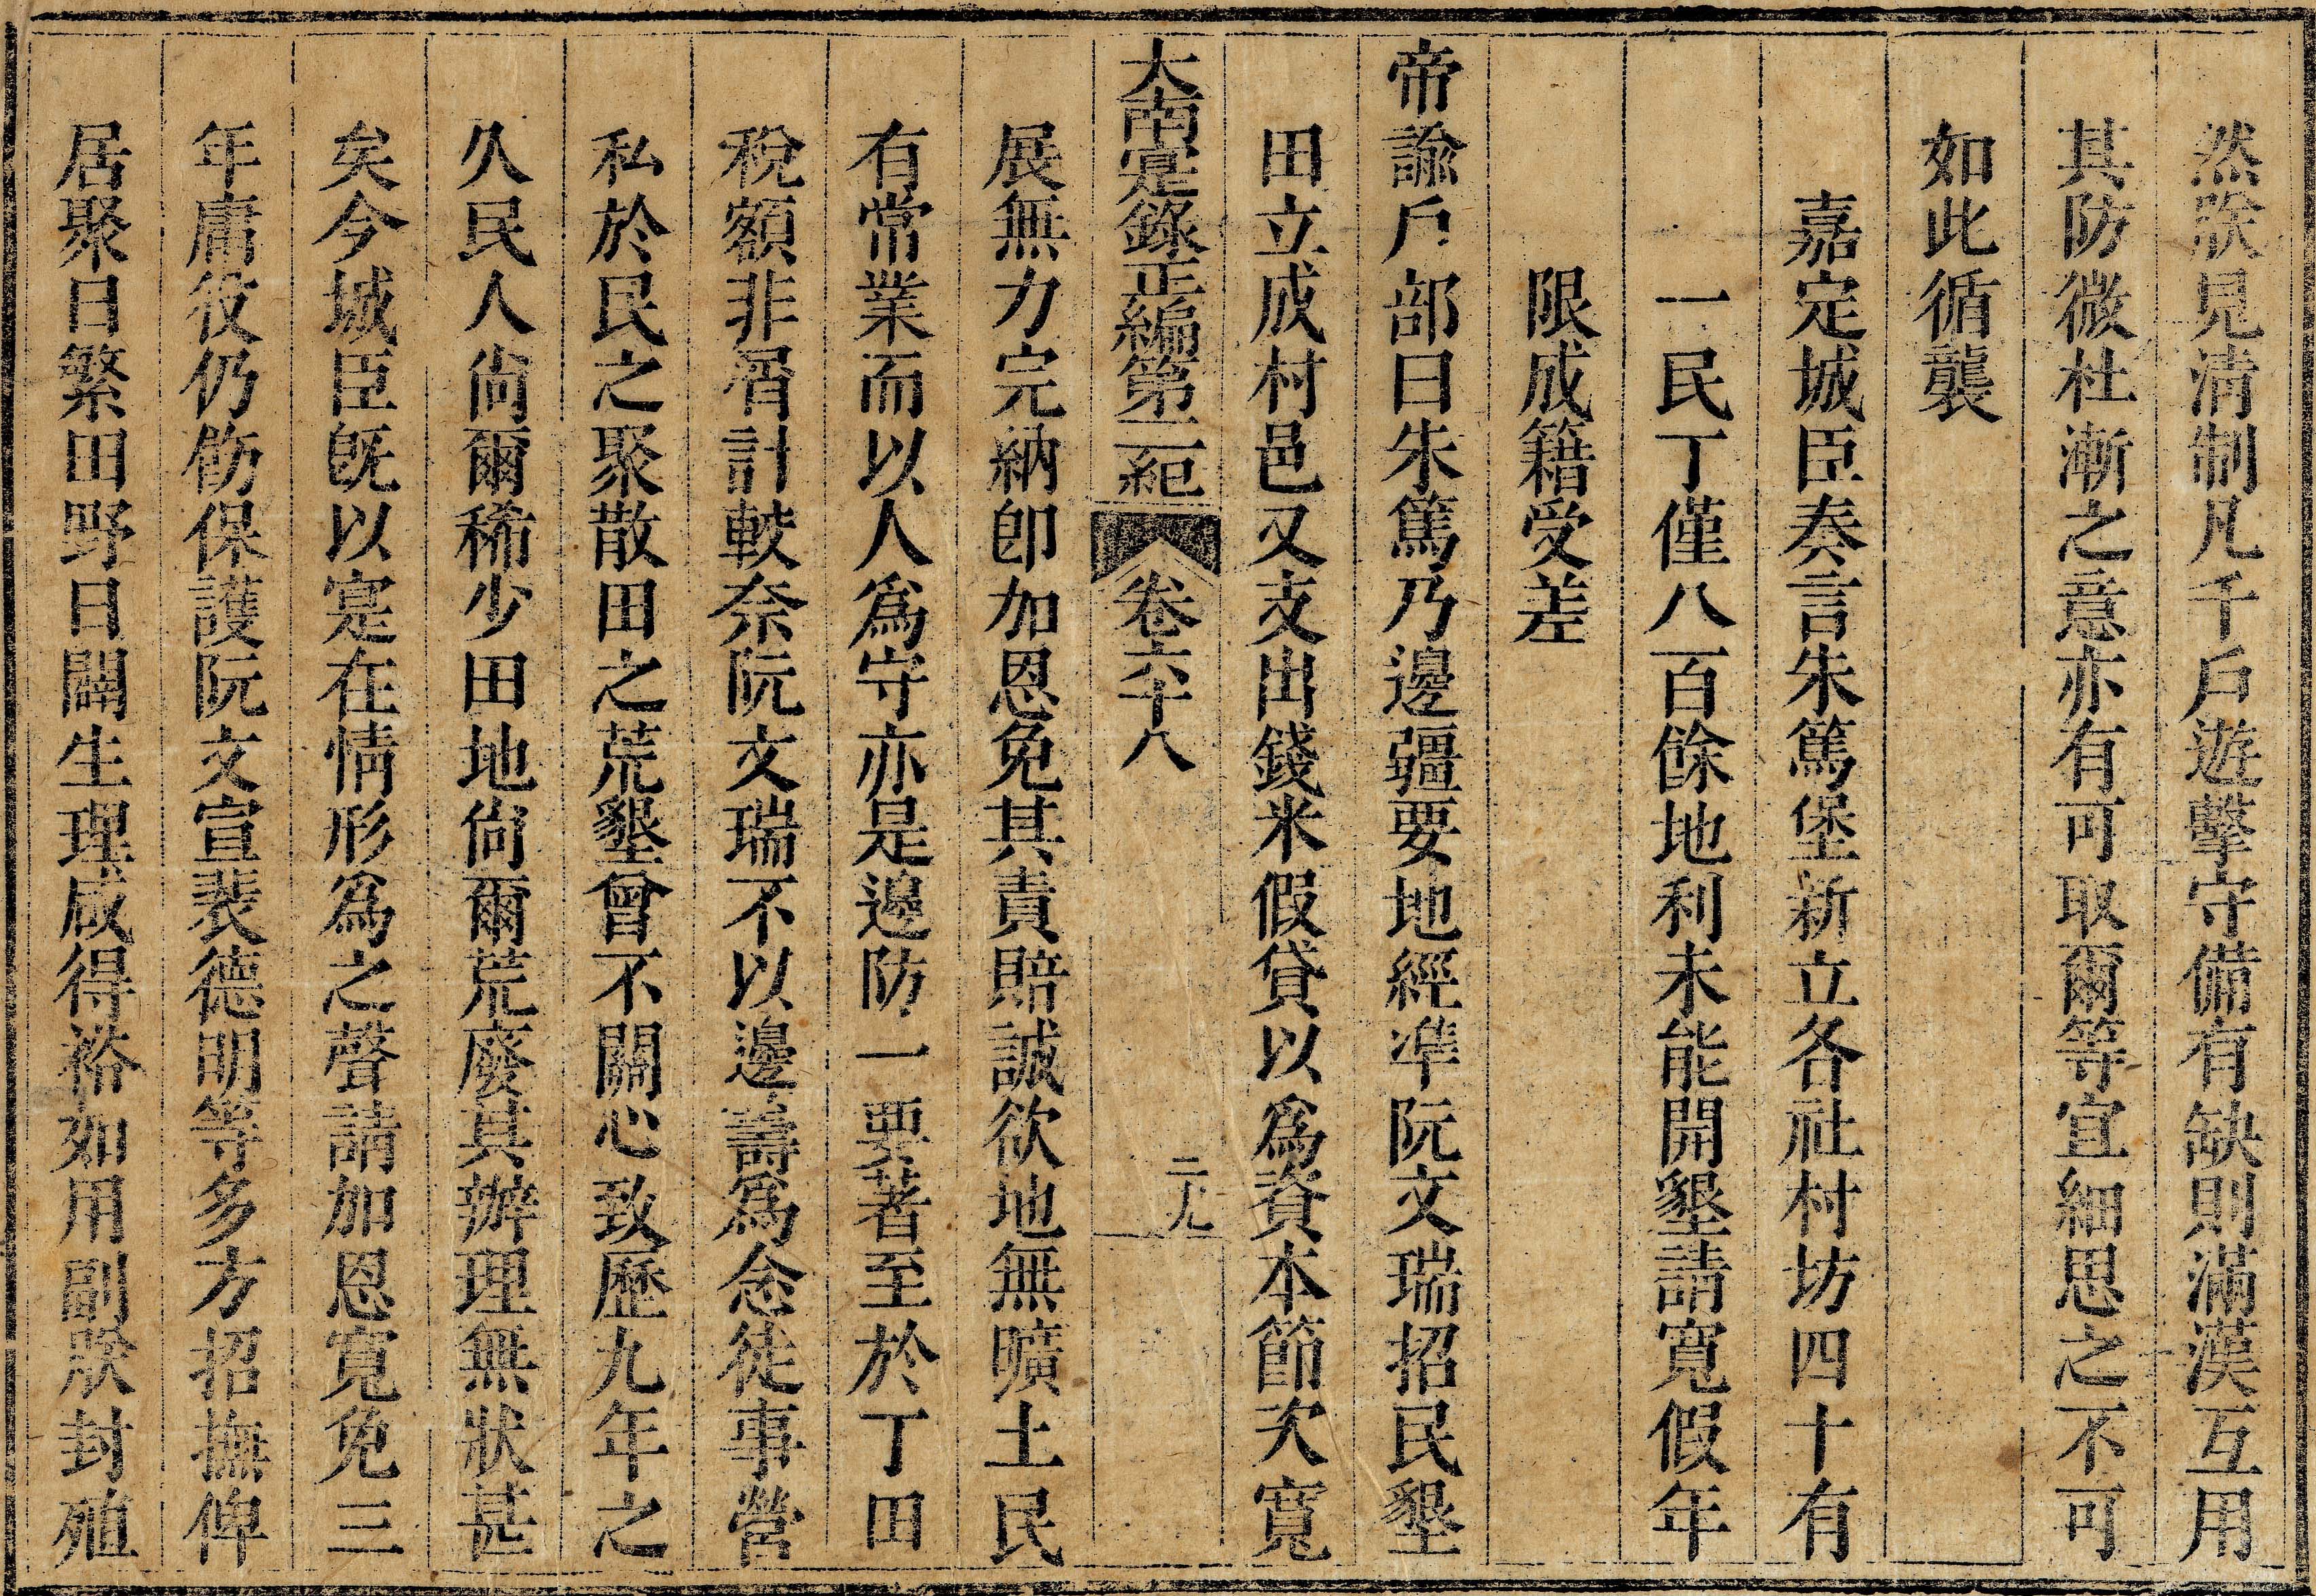 然朕見清制凡千戶遊擊守備有缺則滿漢互用
其防微杜漸之意亦有可取爾等宜細思之不可
如此循襲
嘉定城臣奏言朱篤堡新立各社村坊四十有
一民丁僅八百餘地利未能開墾請寬假年
限成籍受差
帝諭戶部曰朱篤乃邊疆要地經準阮文瑞招民墾
田立成村邑又支出錢米假貸以爲資本節次寬
大南寔錄正編第二紀 卷六十八 二九
展無力完納卽加恩免其責賠誠欲地無曠土民
有常業而以人爲守亦是邊防一要著至於丁田
稅額非屑計較奈阮文瑞不以邊籌爲念徒事營
私於民之聚散田之荒墾曾不關心致歷九年之
久民人尙爾稀少田地尙爾荒廢其辦理無狀甚
矣今城臣旣以寔在情形爲之聲請加恩寬免三
年庸役仍飭保護阮文宣裴德明等多方招撫俾
居聚日繁田野日闢生理咸得裕如用副朕封殖